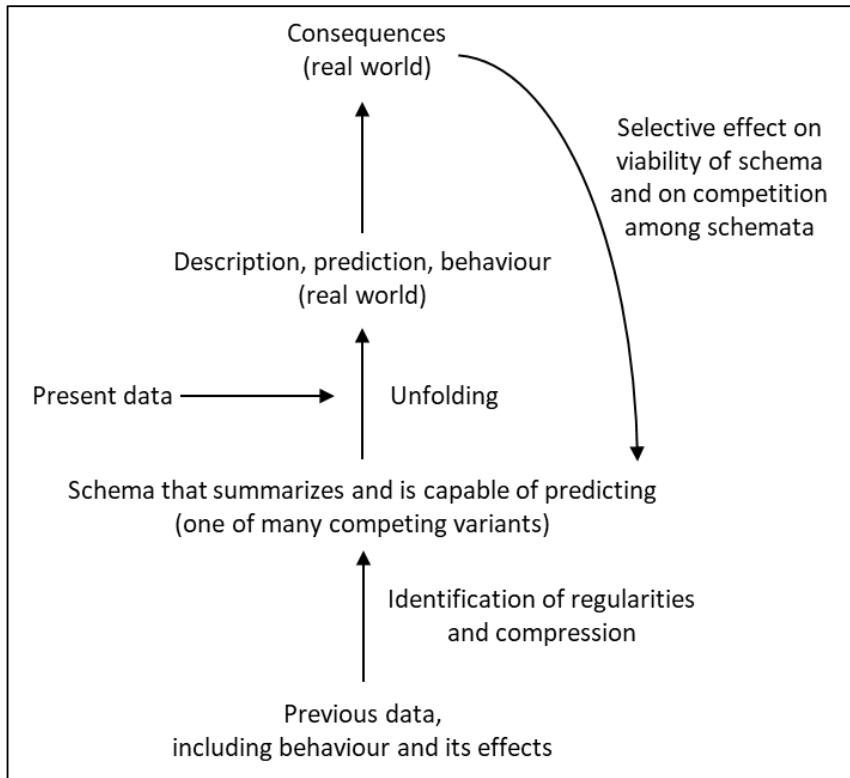 Consequences
(real world)
Selective effect on
viability of schema
and on competition
among schemata
Description, prediction, behaviour
(real world)
Present data
Unfolding
Schema that summarizes and is capable of predicting
(one of many competing variants)
Identification of regularities
and compression
Previous data,
including behaviour and its effects